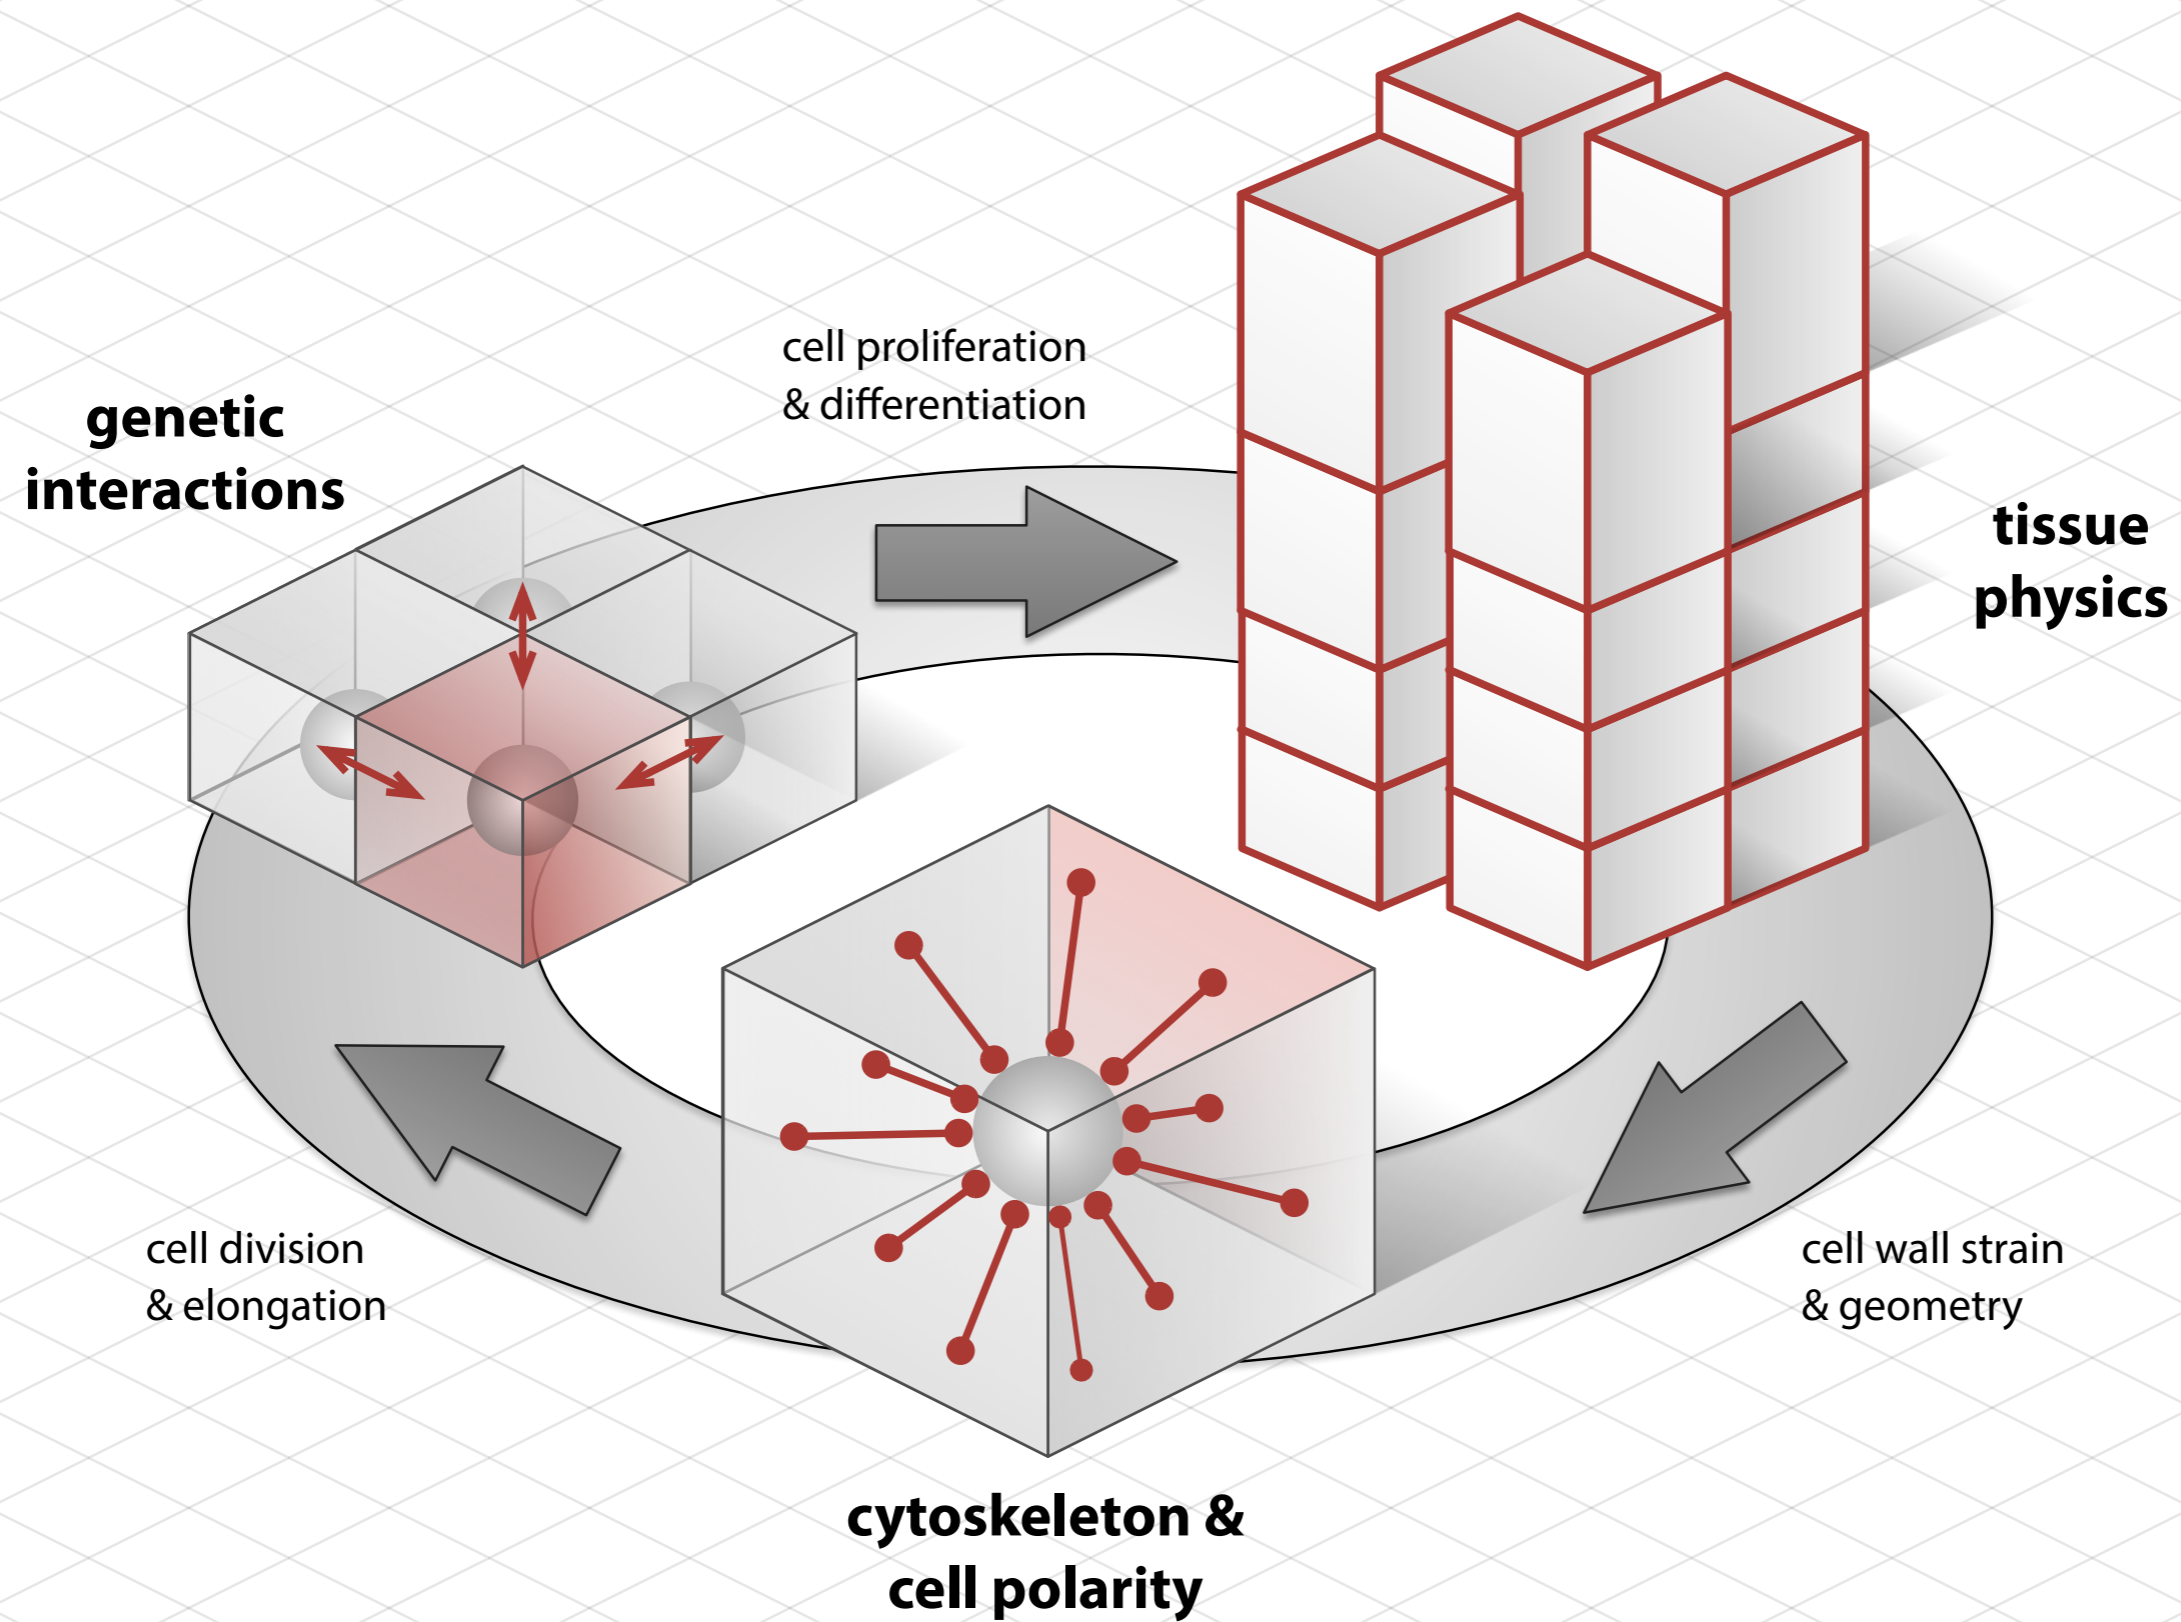 cell proliferation
& differentiation
genetic
interactions
tissue
physics
cell division
& elongation
cell wall strain
& geometry
cytoskeleton &
cell polarity